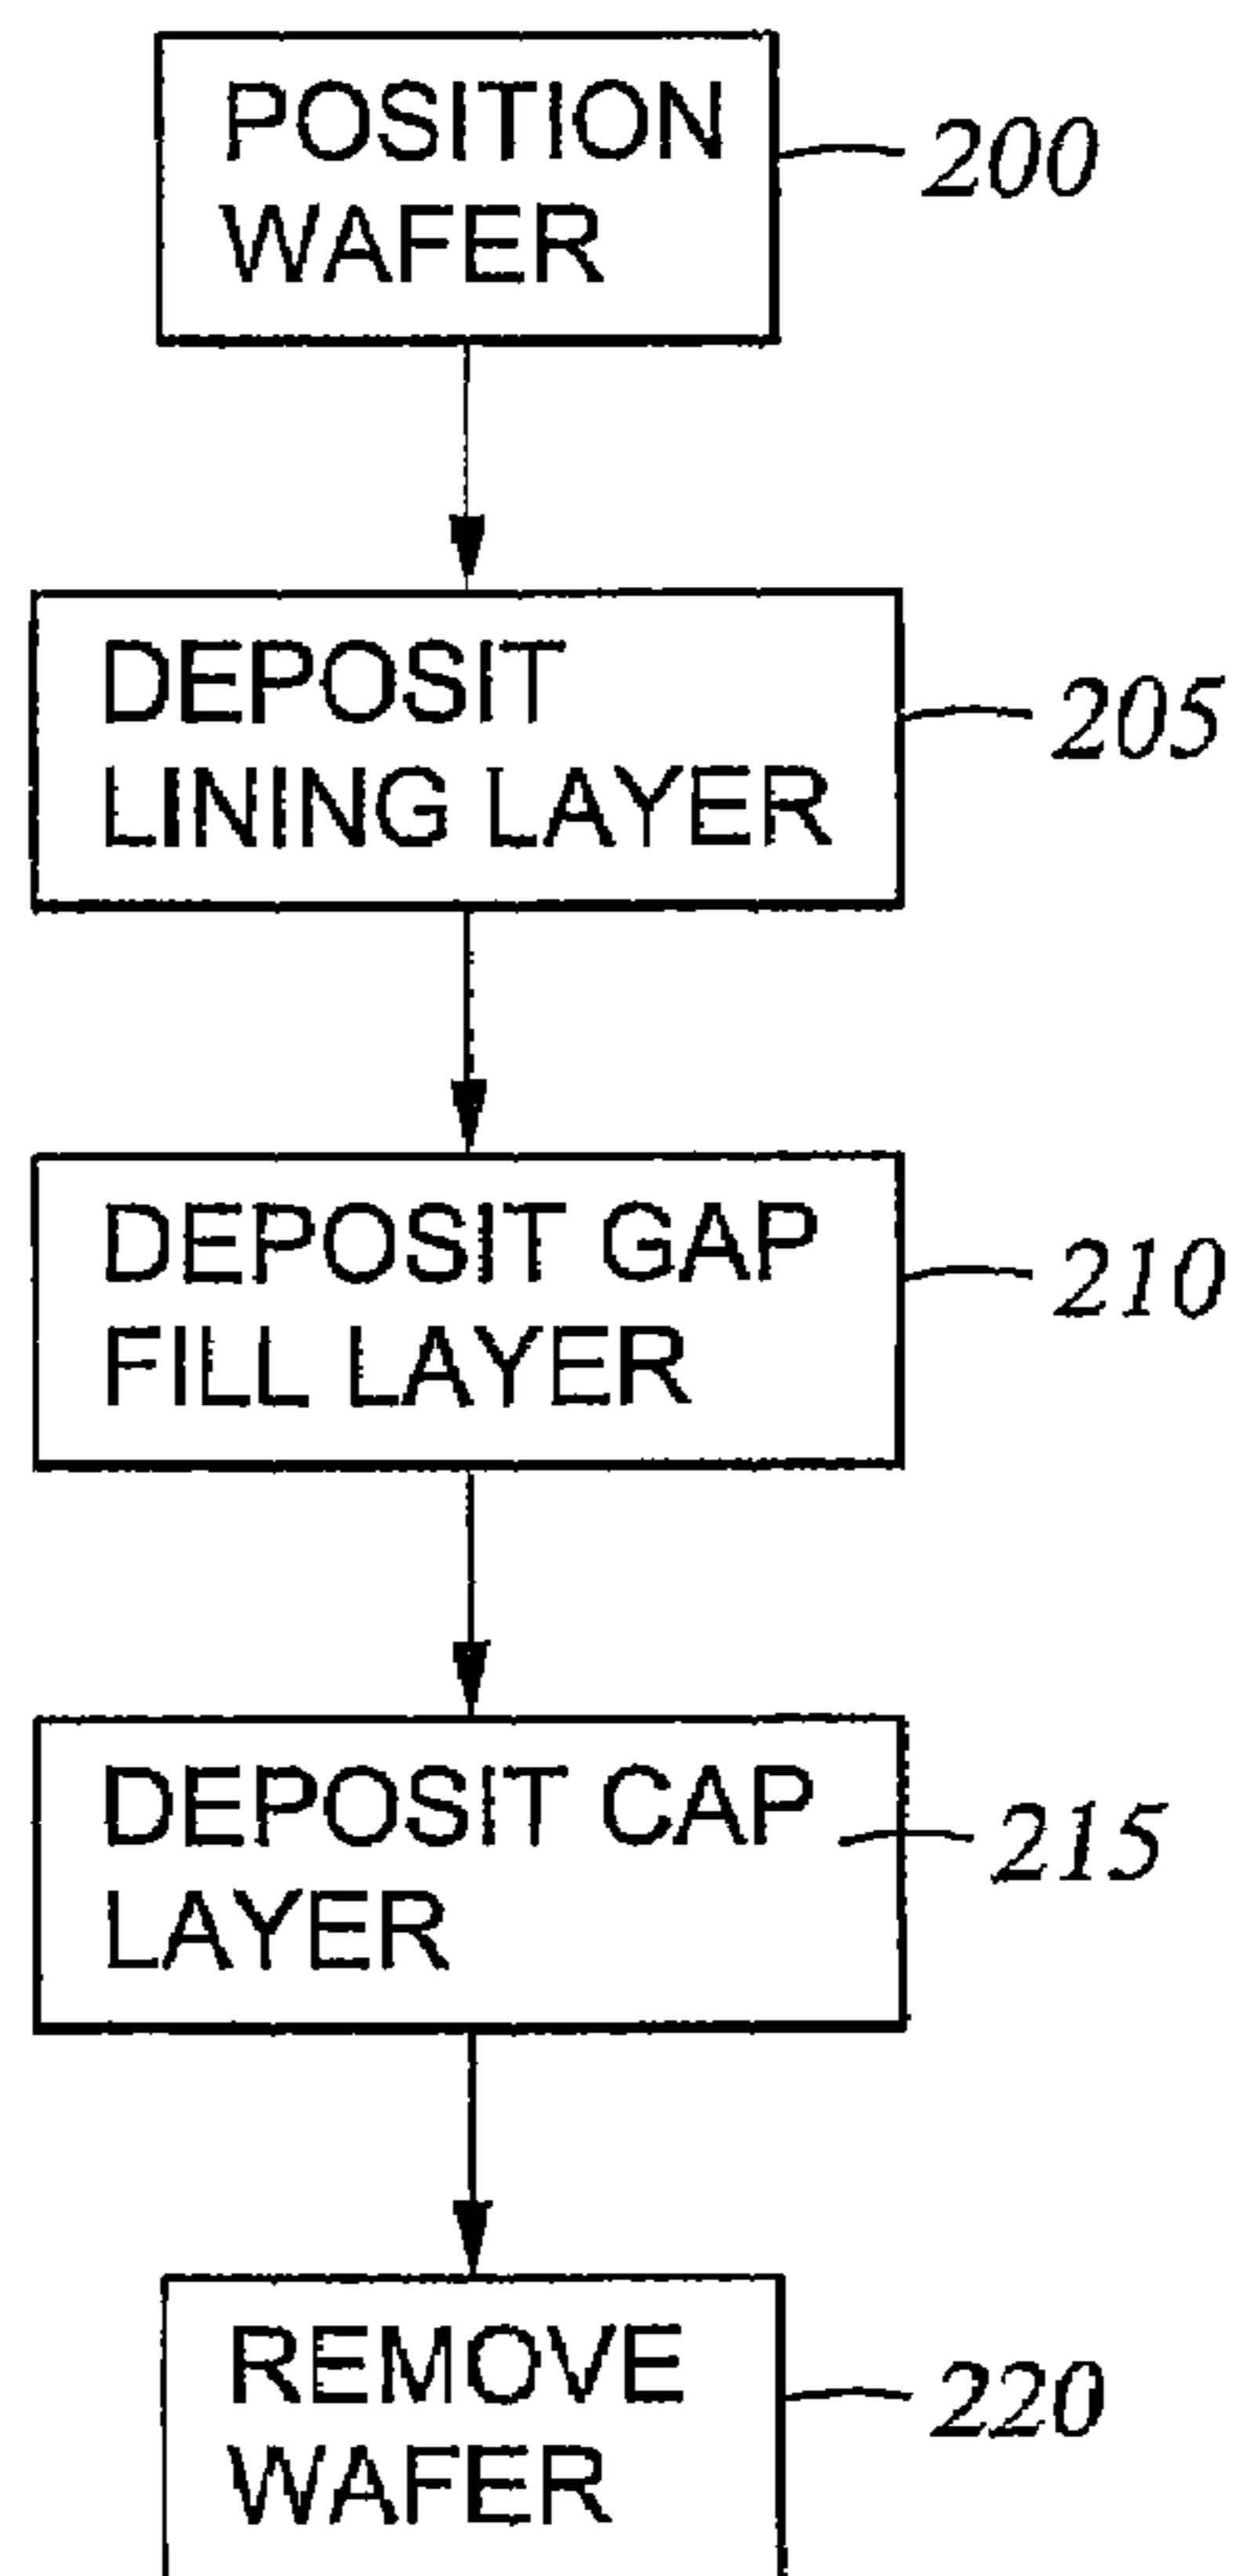 POSITION
WAFER
200
DEPOSIT
LINING LAYER
205
DEPOSIT GAP
FILL LAYER
210
DEPOSIT CAP
LAYER
215
REMOVE
WAFER
220